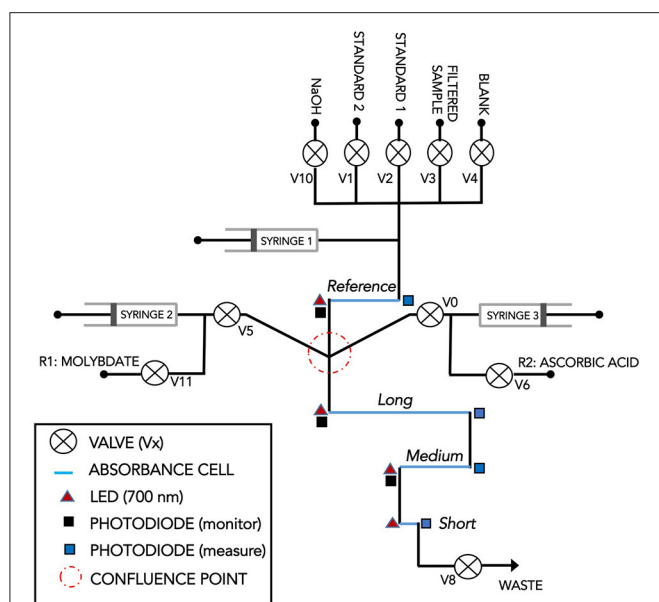 NaOH
STANDARD 2
STANDARD 1
FILTERED
SAMPLE
BLANK
V10
V1
V2
V3
V4
SYRINGE 1
Reference
SYRINGE 2
V5
V0
SYRINGE 3
R1: MOLYBDATE
V11
R2: ASCORBIC ACID
V6
Long
Medium
Short
V8
WASTE
VALVE (Vx)
ABSORBANCE CELL
LED (700 nm)
PHOTODIODE (monitor)
PHOTODIODE (measure)
CONFLUENCE POINT